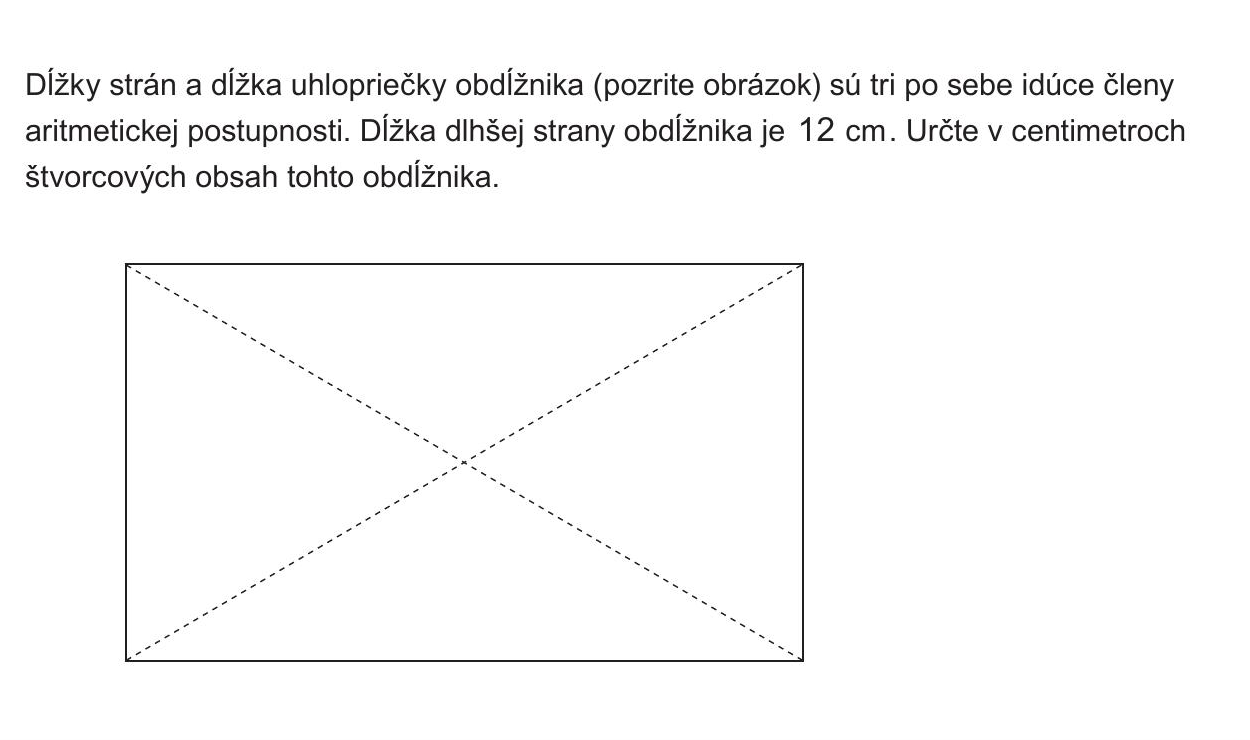 Dĺžky strán a dĺžka uhlopriečky obdĺžnika (pozrite obrázok) sú tri po sebe idúce členy
aritmetickej postupnosti. Dĺžka dlhšej strany obdĺžnika je 12 cm. Určte v centimetroch
štvorcových obsah tohto obdĺžnika.